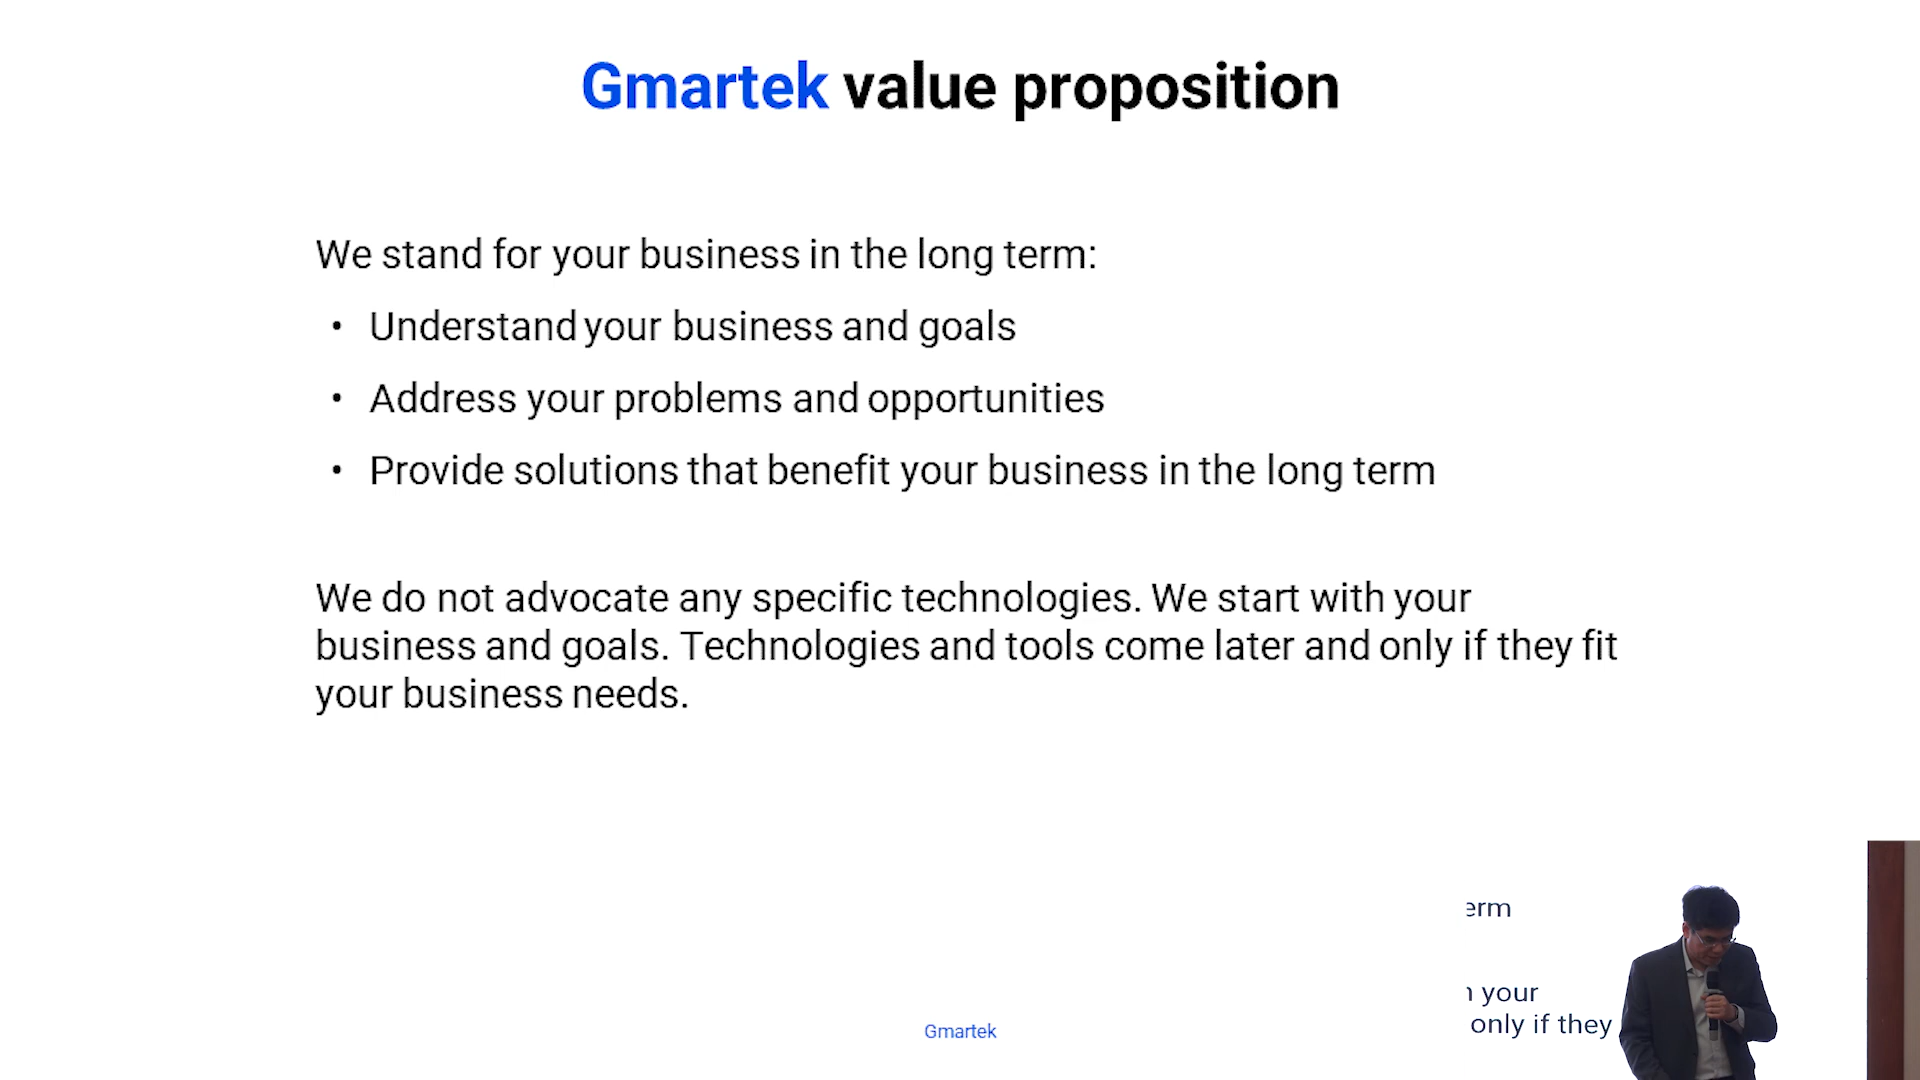 Gmartek value proposition
We stand for your business in the long term:
• Understand your business and goals
• Address your problems and opportunities
• Provide solutions that benefit your business in the long term
We do not advocate any specific technologies. We start with your
business and goals. Technologies and tools come later and only if they fit
your business needs.
erm
your
only if they
Gmartek